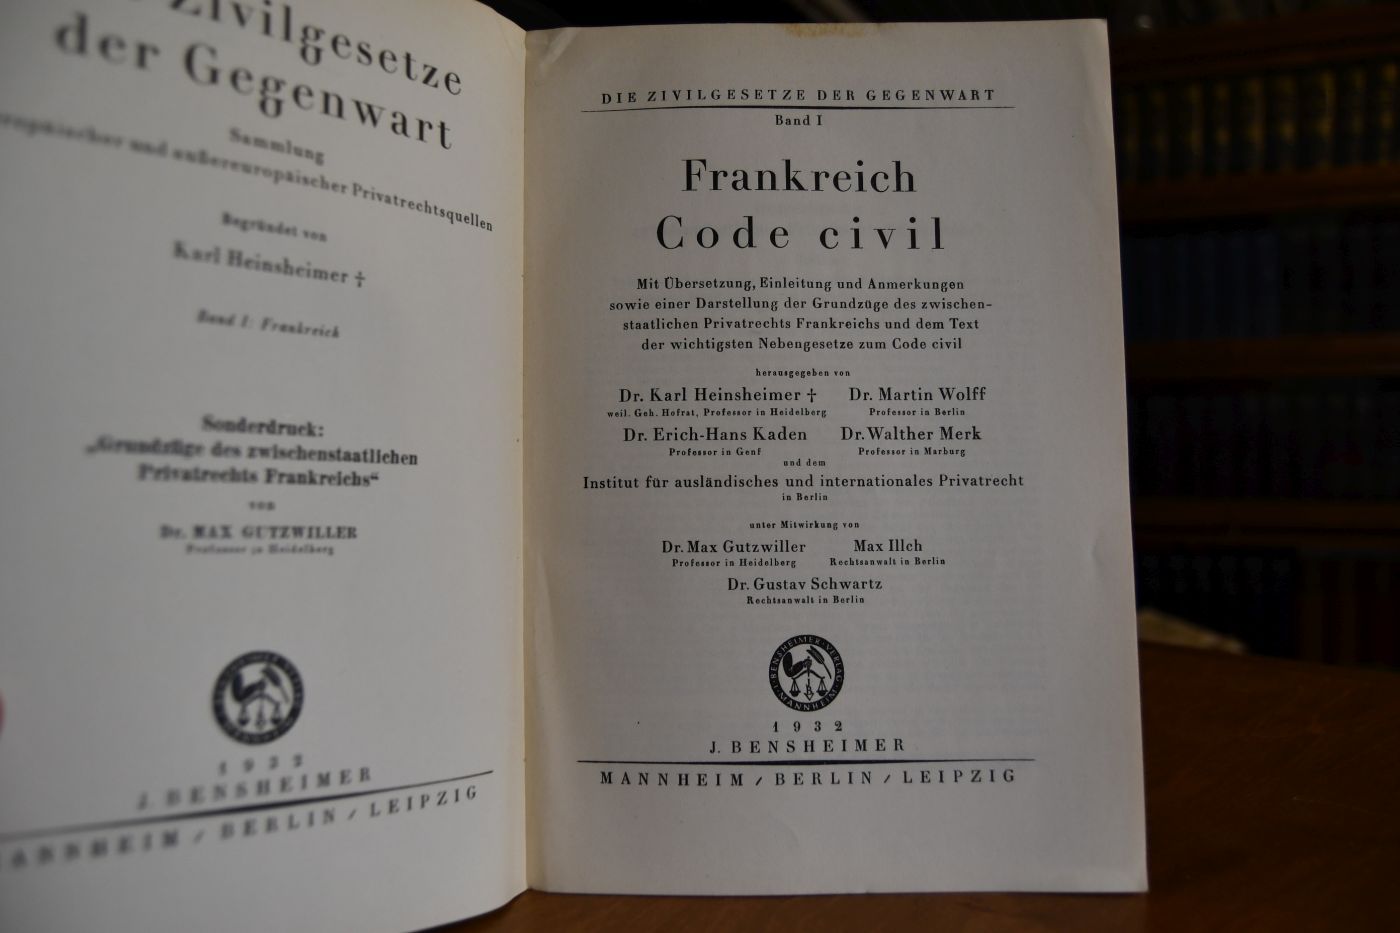 Zivilgesetze
der Gegenwart
Sammlung
europäischer und außereuropäischer Privatrechtsquellen
Begründet von
Karl Heinsheimer †
Band I: Frankreich
Sonderdruck:
„Grundzüge des zwischenstaatlichen
Privatrechts Frankreichs“
von
Dr. MAX GUTZWILLER
Professor in Heidelberg
1932
J. BENSHEIMER
MANNHEIM / BERLIN / LEIPZIG
DIE ZIVILGESETZE DER GEGENWART
Band I
Frankreich
Code civil
Mit Übersetzung, Einleitung und Anmerkungen
sowie einer Darstellung der Grundzüge des zwischen-
staatlichen Privatrechts Frankreichs und dem Text
der wichtigsten Nebengesetze zum Code civil
herausgegeben von
Dr. Karl Heinsheimer † Dr. Martin Wolff
weil. Geh. Hofrat, Professor in Heidelberg Professor in Berlin
Dr. Erich-Hans Kaden Dr. Walther Merk
Professor in Genf Professor in Marburg
und dem
Institut für ausländisches und internationales Privatrecht
in Berlin
unter Mitwirkung von
Dr. Max Gutzwiller Max Illch
Professor in Heidelberg Rechtsanwalt in Berlin
Dr. Gustav Schwartz
Rechtsanwalt in Berlin
J. BENSHEIMER · VERLAG · MANNHEIM
1932
J. BENSHEIMER
MANNHEIM / BERLIN / LEIPZIG